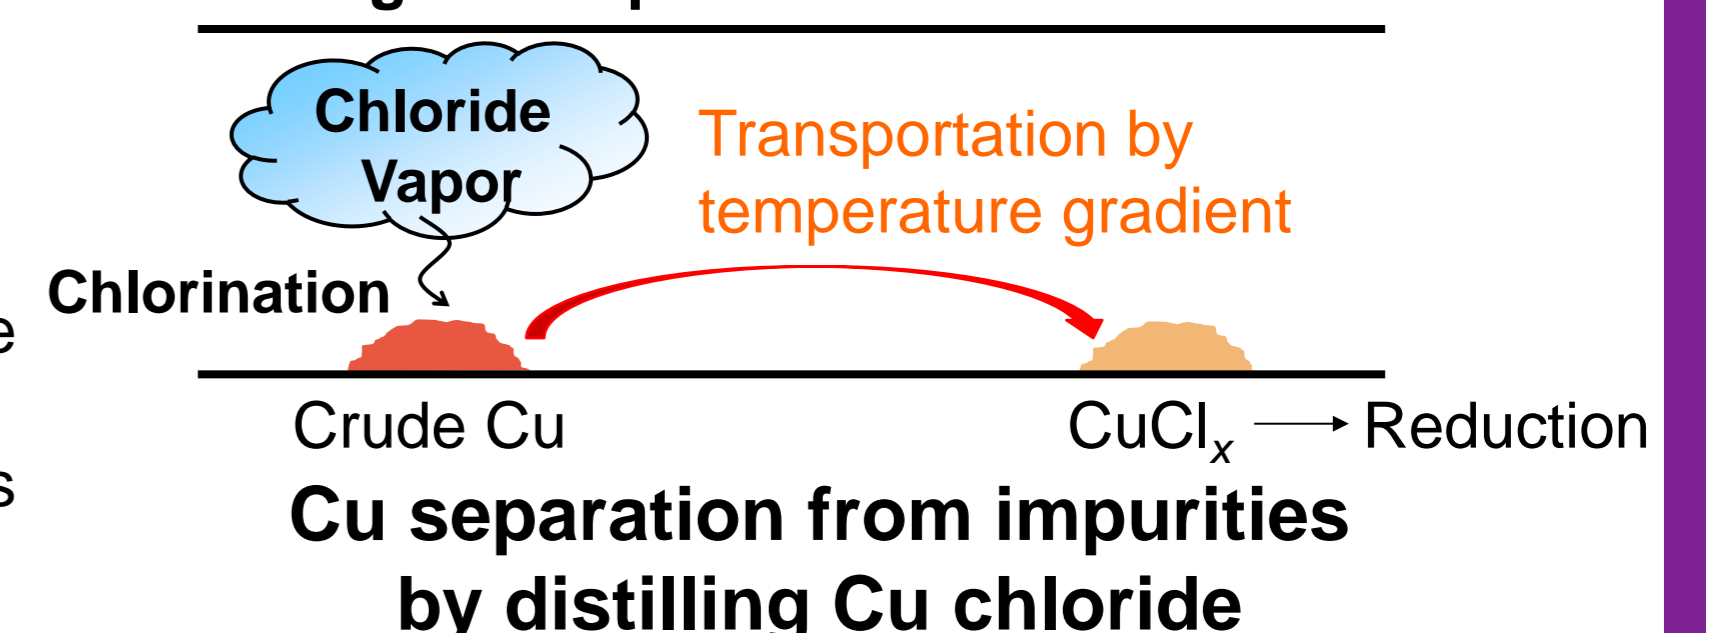 Chloride
Vapor
Transportation by
temperature gradient
Chlorination
e
Crude Cu
CuClx → Reduction
s
Cu separation from impurities
by distilling Cu chloride